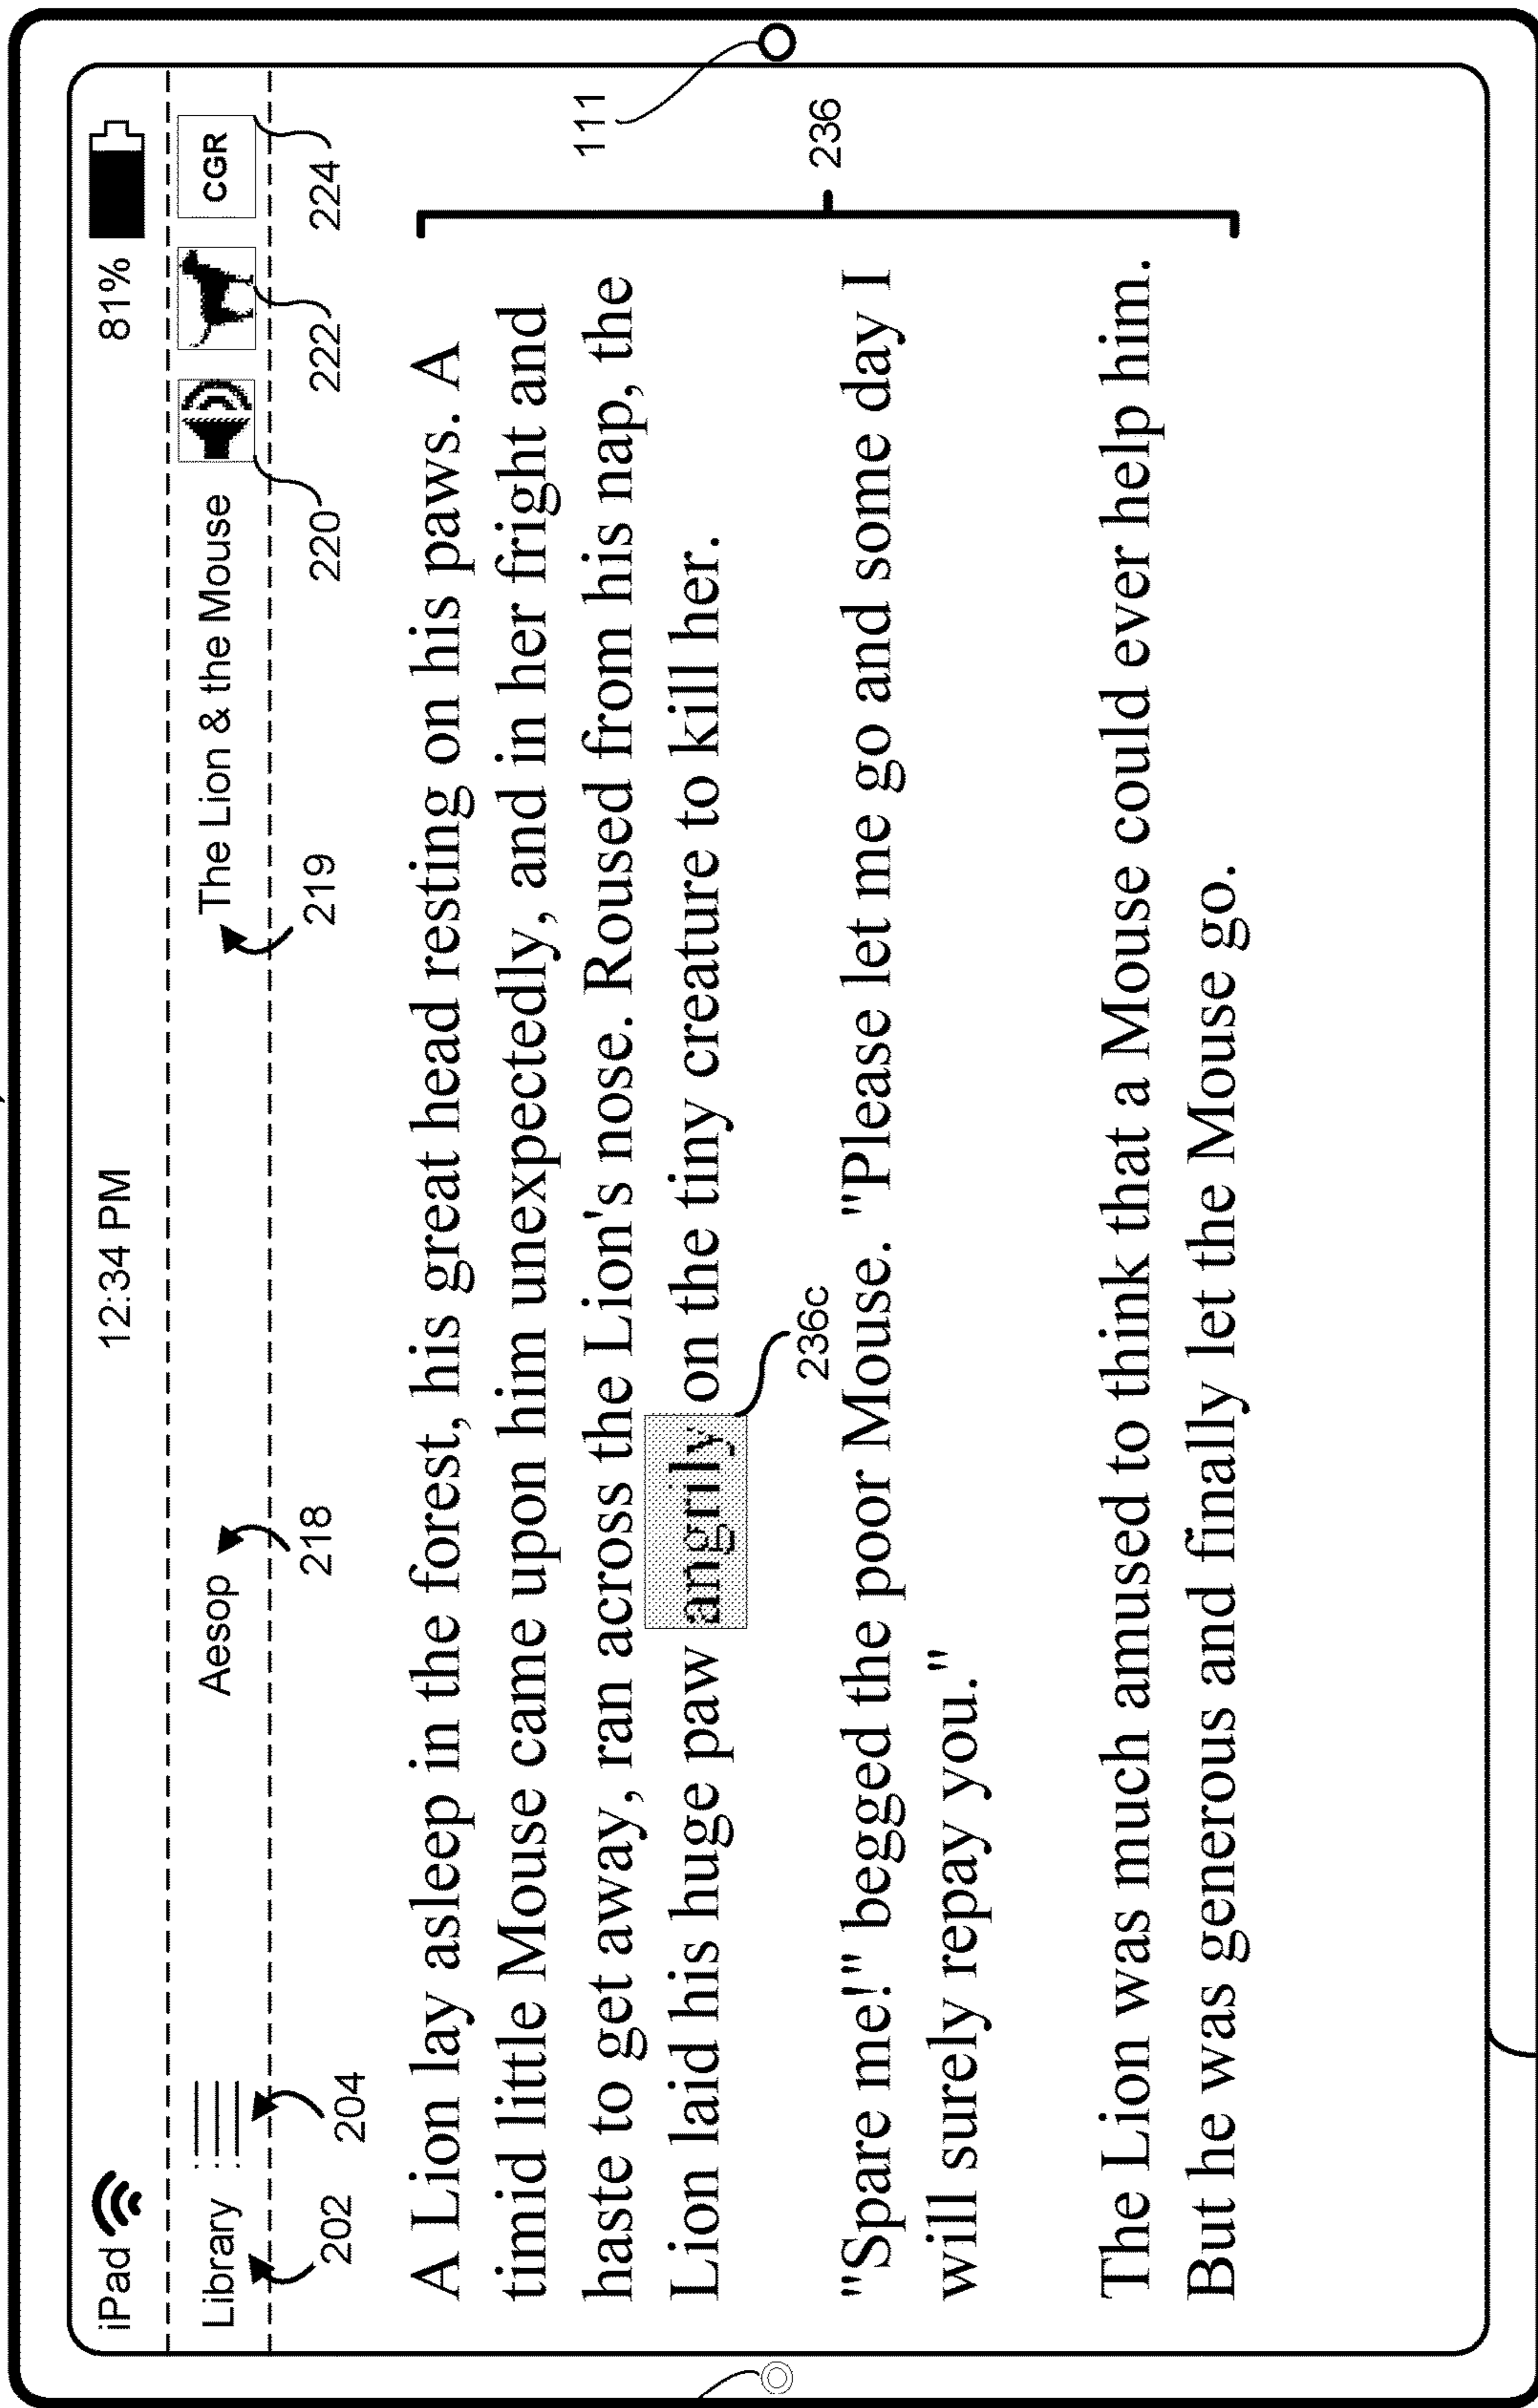 iPad 12:34 PM 81%
Library Aesop The Lion & the Mouse CGR
202 204 218 219 220 222 224
A Lion lay asleep in the forest, his great head resting on his paws. A
timid little Mouse came upon him unexpectedly, and in her fright and
haste to get away, ran across the Lion's nose. Roused from his nap, the
Lion laid his huge paw angrily on the tiny creature to kill her.
111
236c
236
"Spare me!" begged the poor Mouse. "Please let me go and some day I
will surely repay you."
The Lion was much amused to think that a Mouse could ever help him.
But he was generous and finally let the Mouse go.